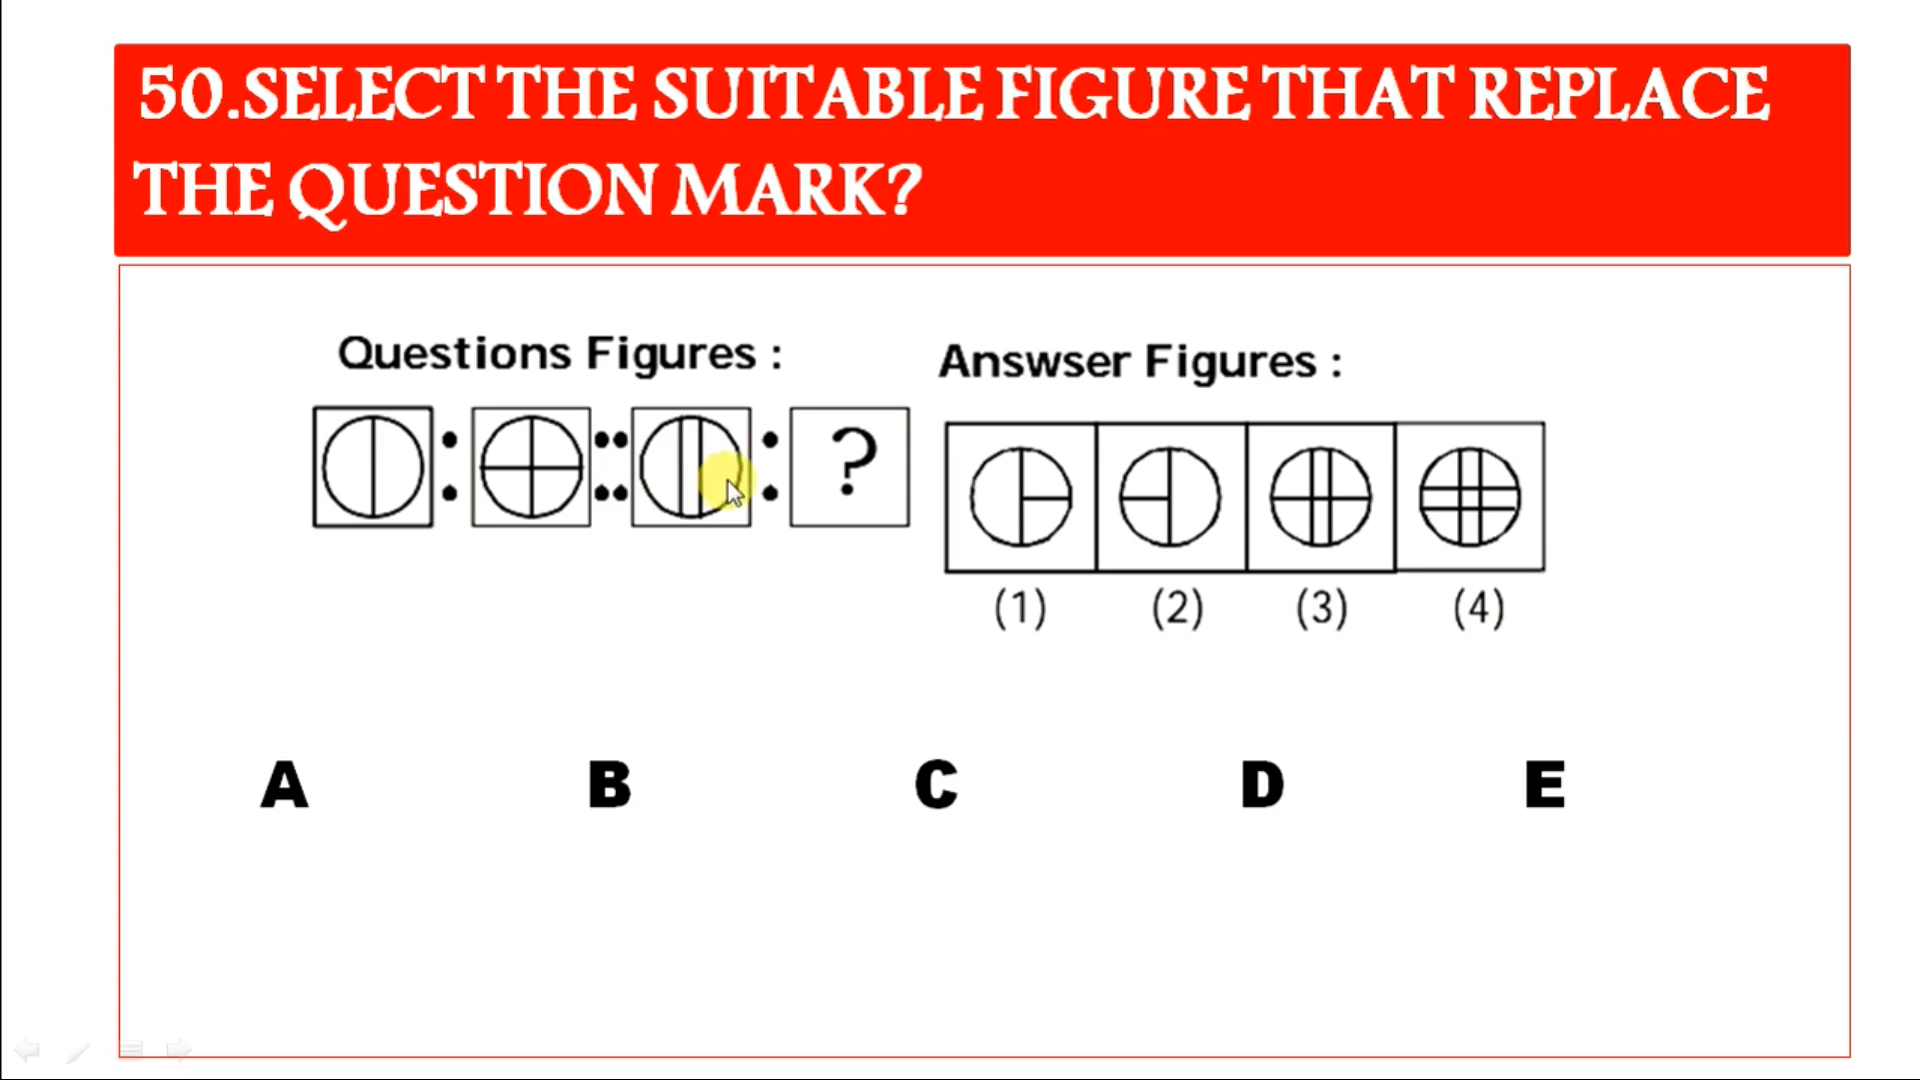 50.SELECT THE SUITABLE FIGURE THAT REPLACE
THE QUESTION MARK?
Questions Figures :
Answser Figures :
: :: : ?
(1) (2) (3) (4)
A B C D E